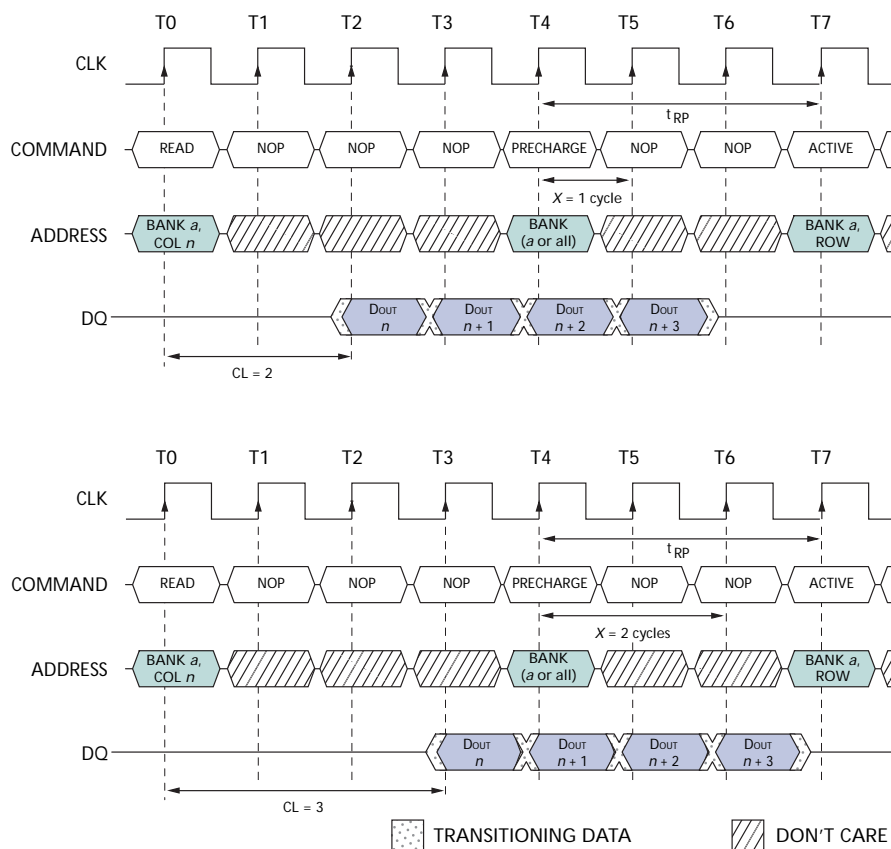 T0 T1 T2 T3 T4 T5 T6 T7
CLK
tRP
COMMAND READ NOP NOP NOP PRECHARGE NOP NOP ACTIVE
X = 1 cycle
ADDRESS BANK a, COL n BANK (a or all) BANK a, ROW
DQ DOUT n DOUT n + 1 DOUT n + 2 DOUT n + 3
CL = 2
T0 T1 T2 T3 T4 T5 T6 T7
CLK
tRP
COMMAND READ NOP NOP NOP PRECHARGE NOP NOP ACTIVE
X = 2 cycles
ADDRESS BANK a, COL n BANK (a or all) BANK a, ROW
DQ DOUT n DOUT n + 1 DOUT n + 2 DOUT n + 3
CL = 3
TRANSITIONING DATA DON'T CARE